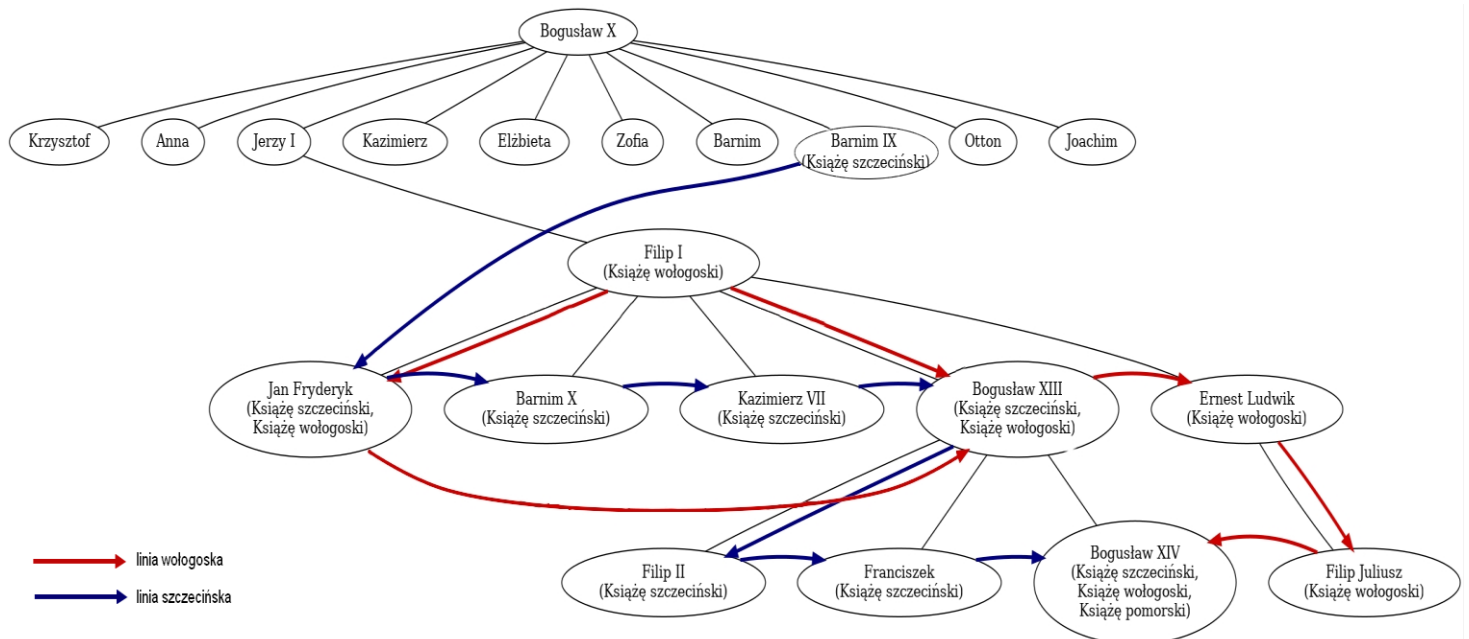 Bogusław X
Krzysztof
Anna
Jerzy I
Kazimierz
Elżbieta
Zofia
Barnim
Barnim IX
(Książę szczeciński)
Otton
Joachim
Filip I
(Książę wołogoski)
Jan Fryderyk
(Książę szczeciński,
Książę wołogoski)
Barnim X
(Książę szczeciński)
Kazimierz VII
(Książę szczeciński)
Bogusław XIII
(Książę szczeciński,
Książę wołogoski)
Ernest Ludwik
(Książę wołogoski)
Filip II
(Książę szczeciński)
Franciszek
(Książę szczeciński)
Bogusław XIV
(Książę szczeciński,
Książę wołogoski,
Książę pomorski)
Filip Juliusz
(Książę wołogoski)
linia wołogoska
linia szczecińska